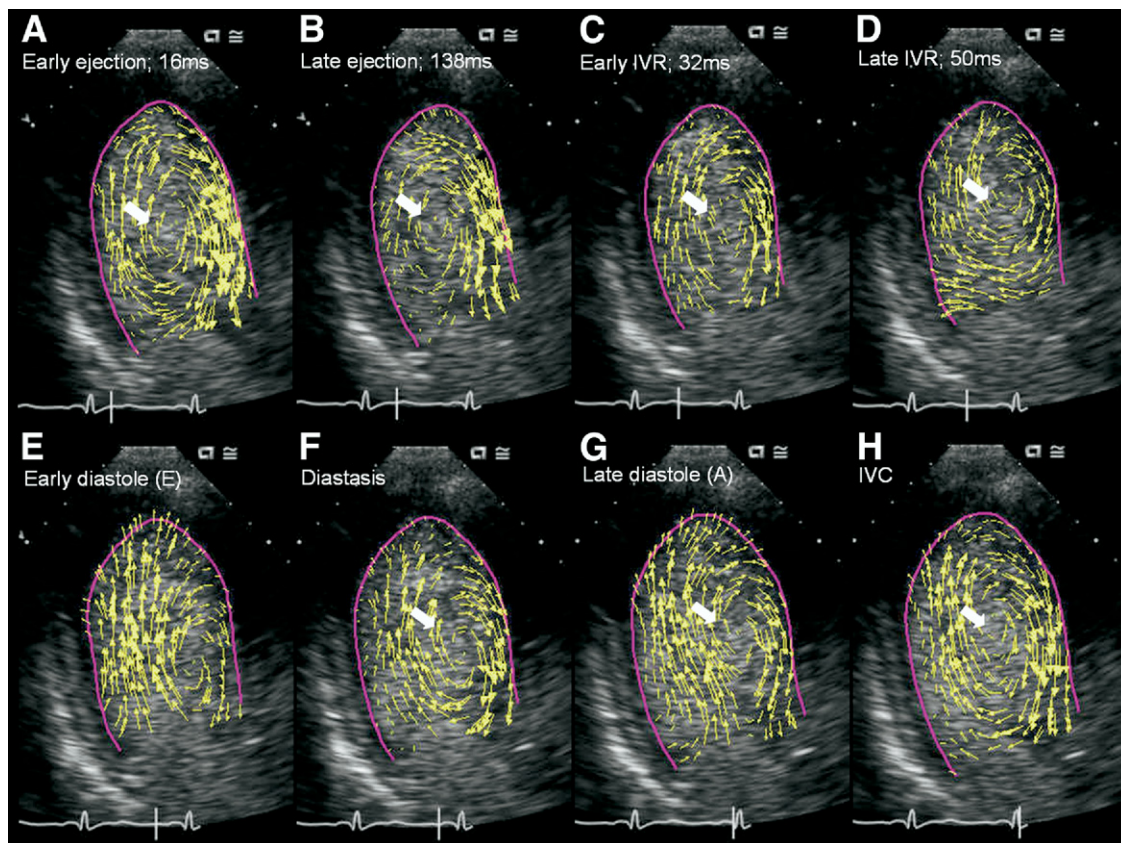 A
Early ejection; 16ms
B
Late ejection; 138ms
C
Early IVR; 32ms
D
Late IVR; 50ms
E
Early diastole (E)
F
Diastasis
G
Late diastole (A)
H
IVC